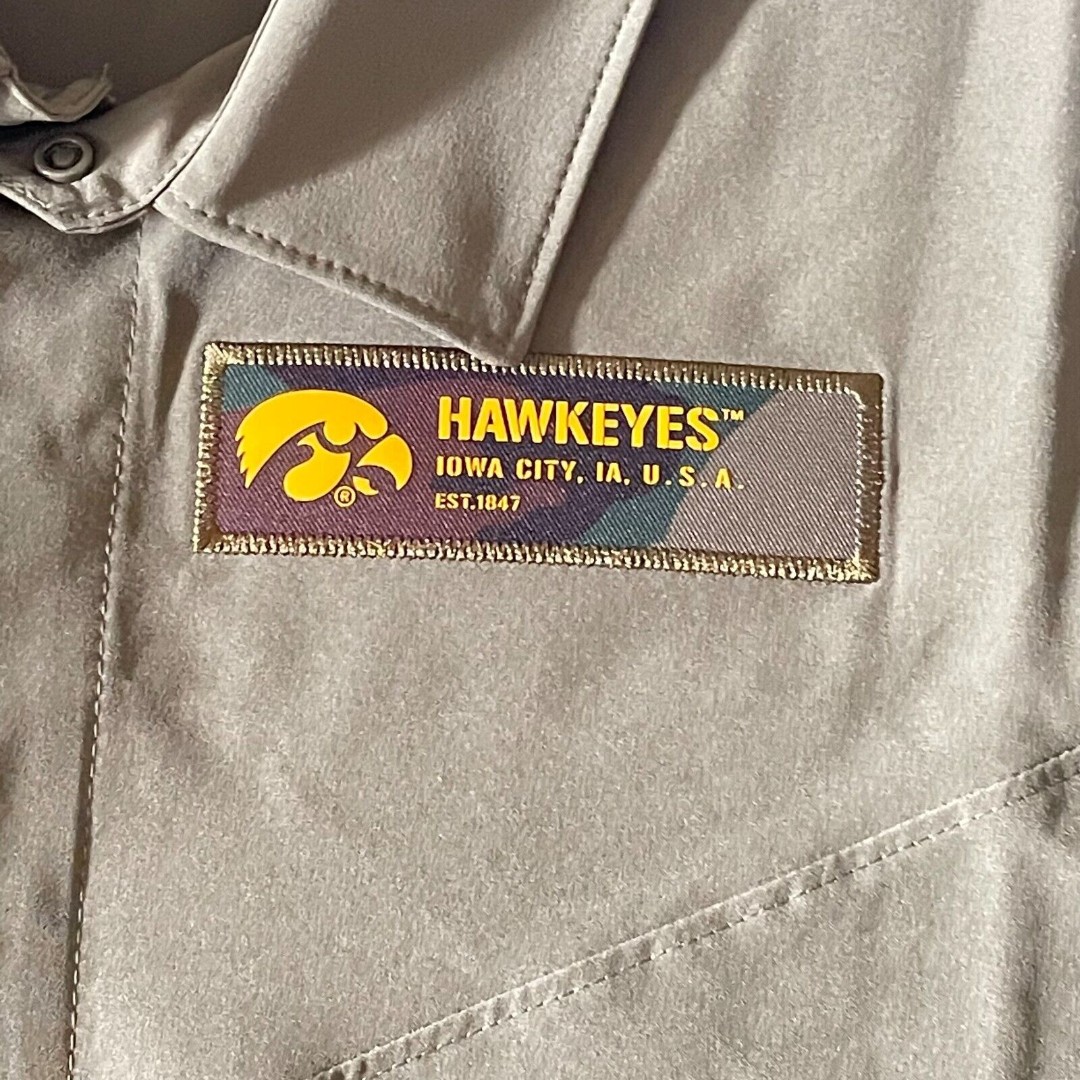 HAWKEYES™
IOWA CITY, IA, U.S.A.
EST.1847
®